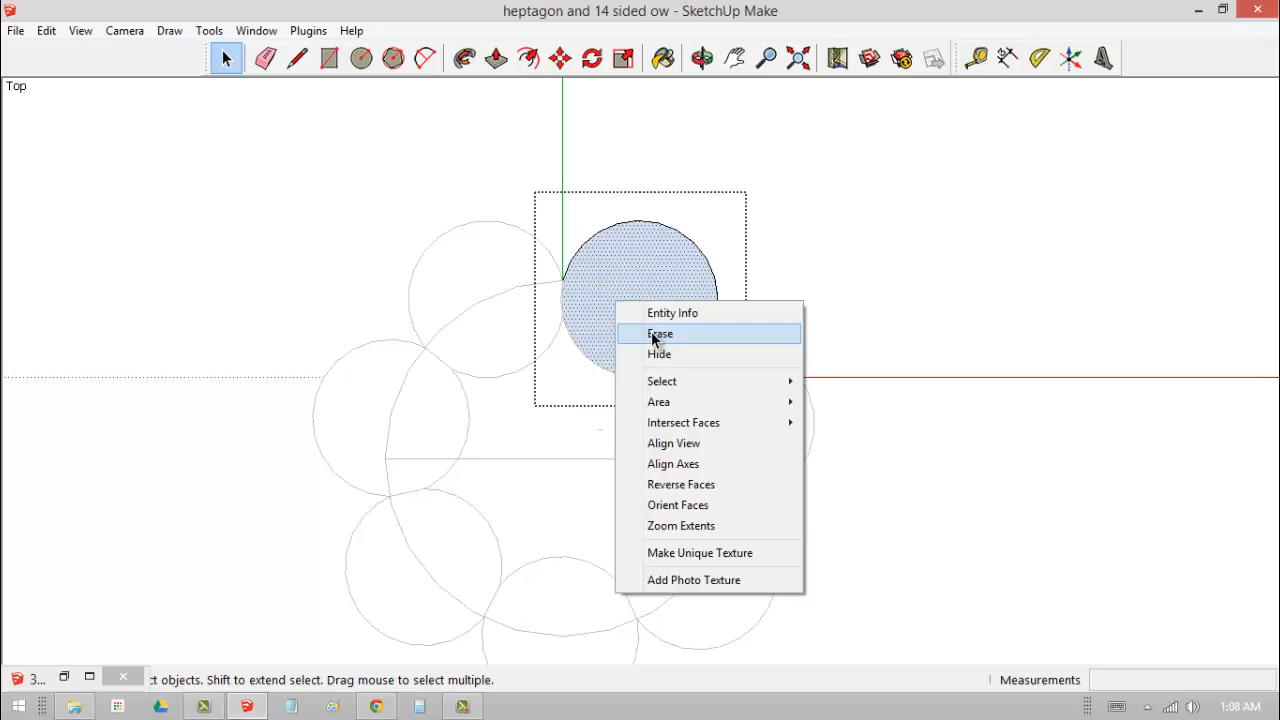 heptagon and 14 sided ow - SketchUp Make
File Edit View Camera Draw Tools Window Plugins Help
Top
Entity Info
Erase
Hide
Select
Area
Intersect Faces
Align View
Align Axes
Reverse Faces
Orient Faces
Zoom Extents
Make Unique Texture
Add Photo Texture
3... ct objects. Shift to extend select. Drag mouse to select multiple. Measurements
1:08 AM